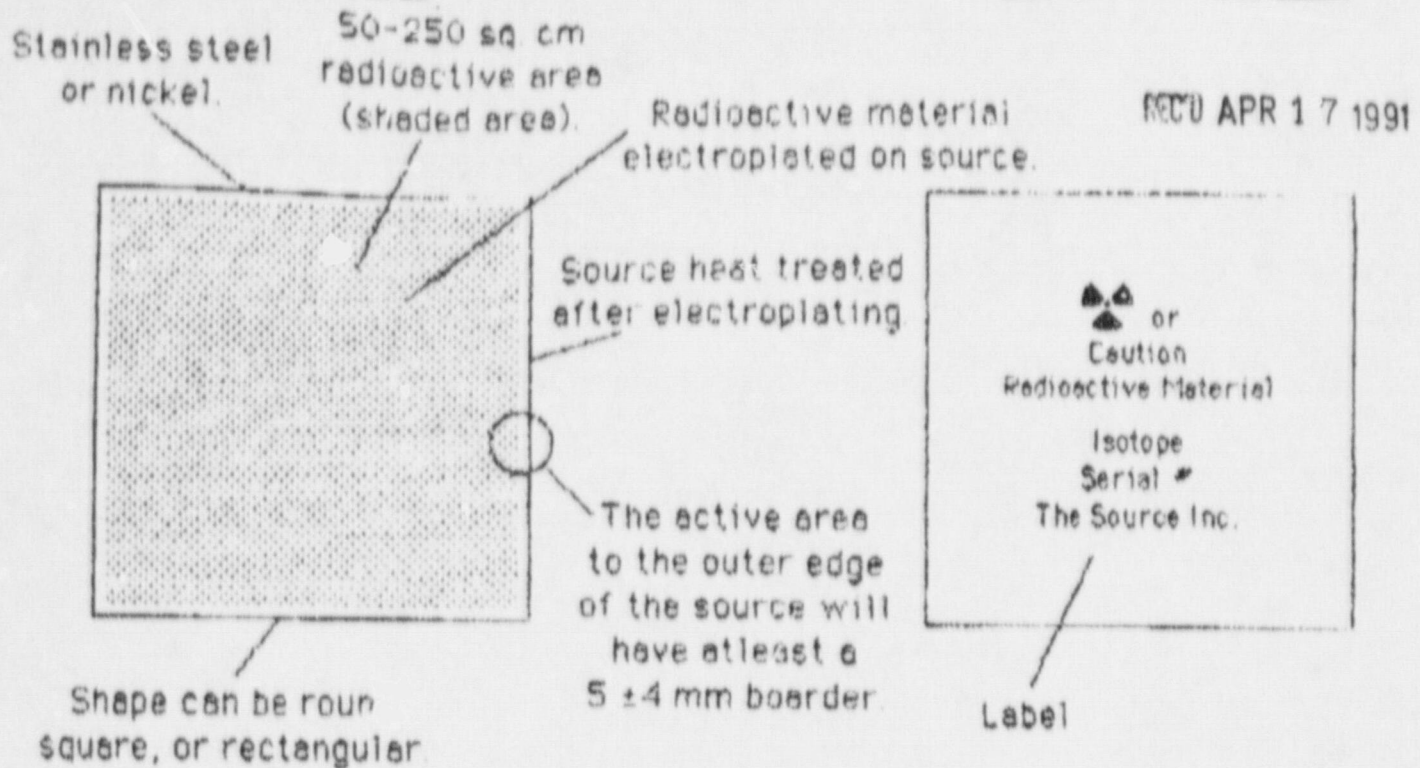 Stainless steel
or nickel.
50-250 sq. cm
radioactive area
(shaded area).
Radioactive material
electroplated on source.
REC'D APR 17 1991
Source heat treated
after electroplating
The active area
to the outer edge
of the source will
have atleast a
5 ±4 mm boarder.
Shape can be roun
square, or rectangular
or
Caution
Radioactive Material
Isotope
Serial #
The Source Inc.
Label